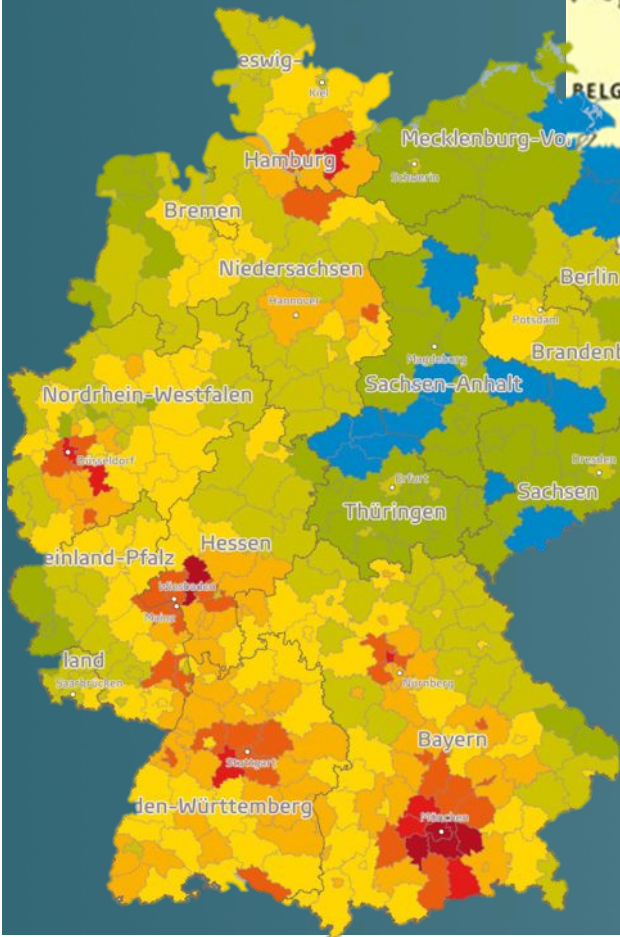 BELG
eswig-
Kiel
Mecklenburg-Vo
Hamburg
Schwerin
Bremen
Niedersachsen
Berlin
Hannover
Potsdam
Magdeburg
Brandenb
Sachsen-Anhalt
Nordrhein-Westfalen
Düsseldorf
Dresden
Erfurt
Sachsen
Thüringen
Hessen
einland-Pfalz
Wiesbaden
Mainz
land
Saarbrücken
Nürnberg
Bayern
Stuttgart
den-Württemberg
München